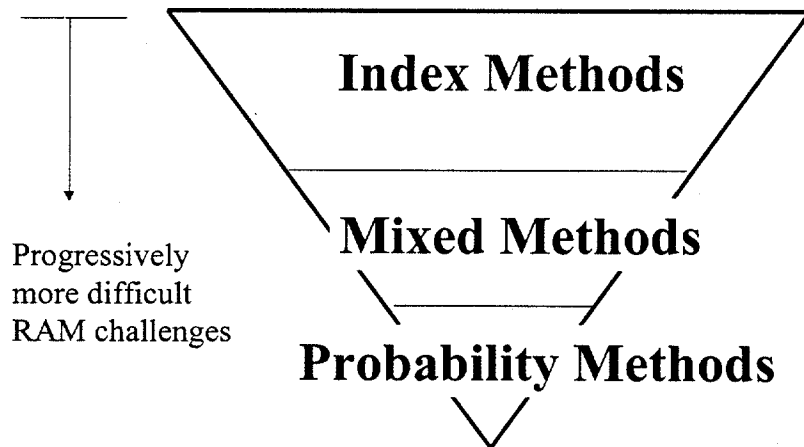 Index Methods
Mixed Methods
Progressively
more difficult
RAM challenges
Probability Methods